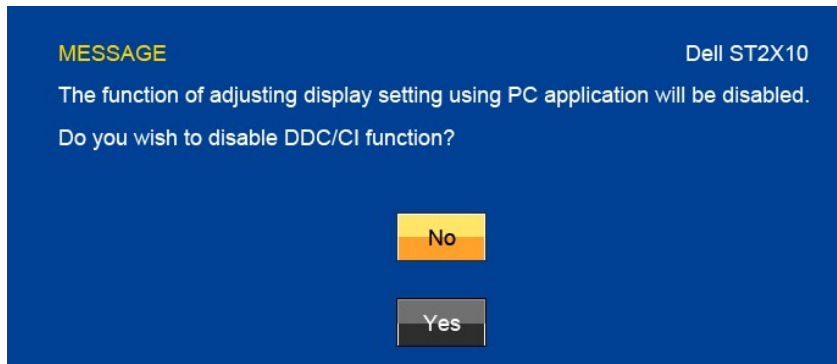 MESSAGE Dell ST2X10
The function of adjusting display setting using PC application will be disabled.
Do you wish to disable DDC/CI function?
No
Yes